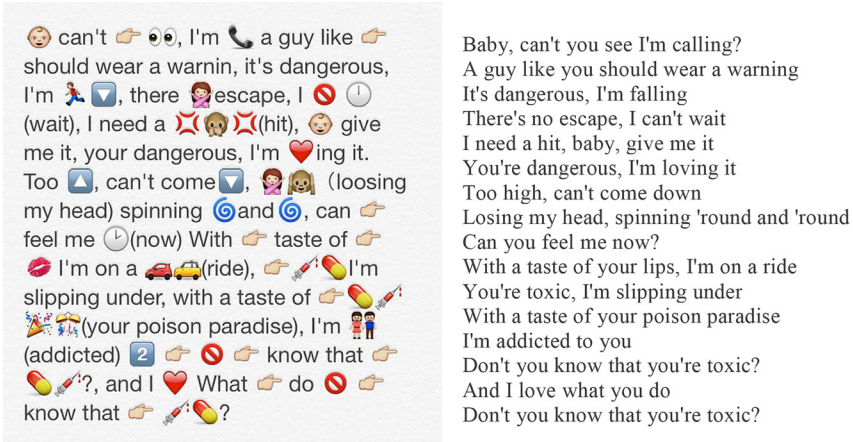 👶 can't 👉 👀, I'm 📞 a guy like 👉
should wear a warnin, it's dangerous,
I'm 🏃🔽, there 🙅escape, I 🚫 🕛
(wait), I need a 💢🙊💢(hit), 👶 give
me it, your dangerous, I'm ❤️ing it.
Too 🔼, can't come🔽, 🙅🙉 (loosing
my head) spinning 🌀and🌀, can 👉
feel me 🕑(now) With 👉 taste of 👉
💋 I'm on a 🚗🚕(ride), 👉💉💊I'm
slipping under, with a taste of 👉💊💉
🎉🎊(your poison paradise), I'm 👫
(addicted) 2️⃣ 👉 🚫 👉 know that 👉
💊💉?, and I ❤️ What 👉 do 🚫 👉
know that 👉 💉💊?
Baby, can't you see I'm calling?
A guy like you should wear a warning
It's dangerous, I'm falling
There's no escape, I can't wait
I need a hit, baby, give me it
You're dangerous, I'm loving it
Too high, can't come down
Losing my head, spinning 'round and 'round
Can you feel me now?
With a taste of your lips, I'm on a ride
You're toxic, I'm slipping under
With a taste of your poison paradise
I'm addicted to you
Don't you know that you're toxic?
And I love what you do
Don't you know that you're toxic?